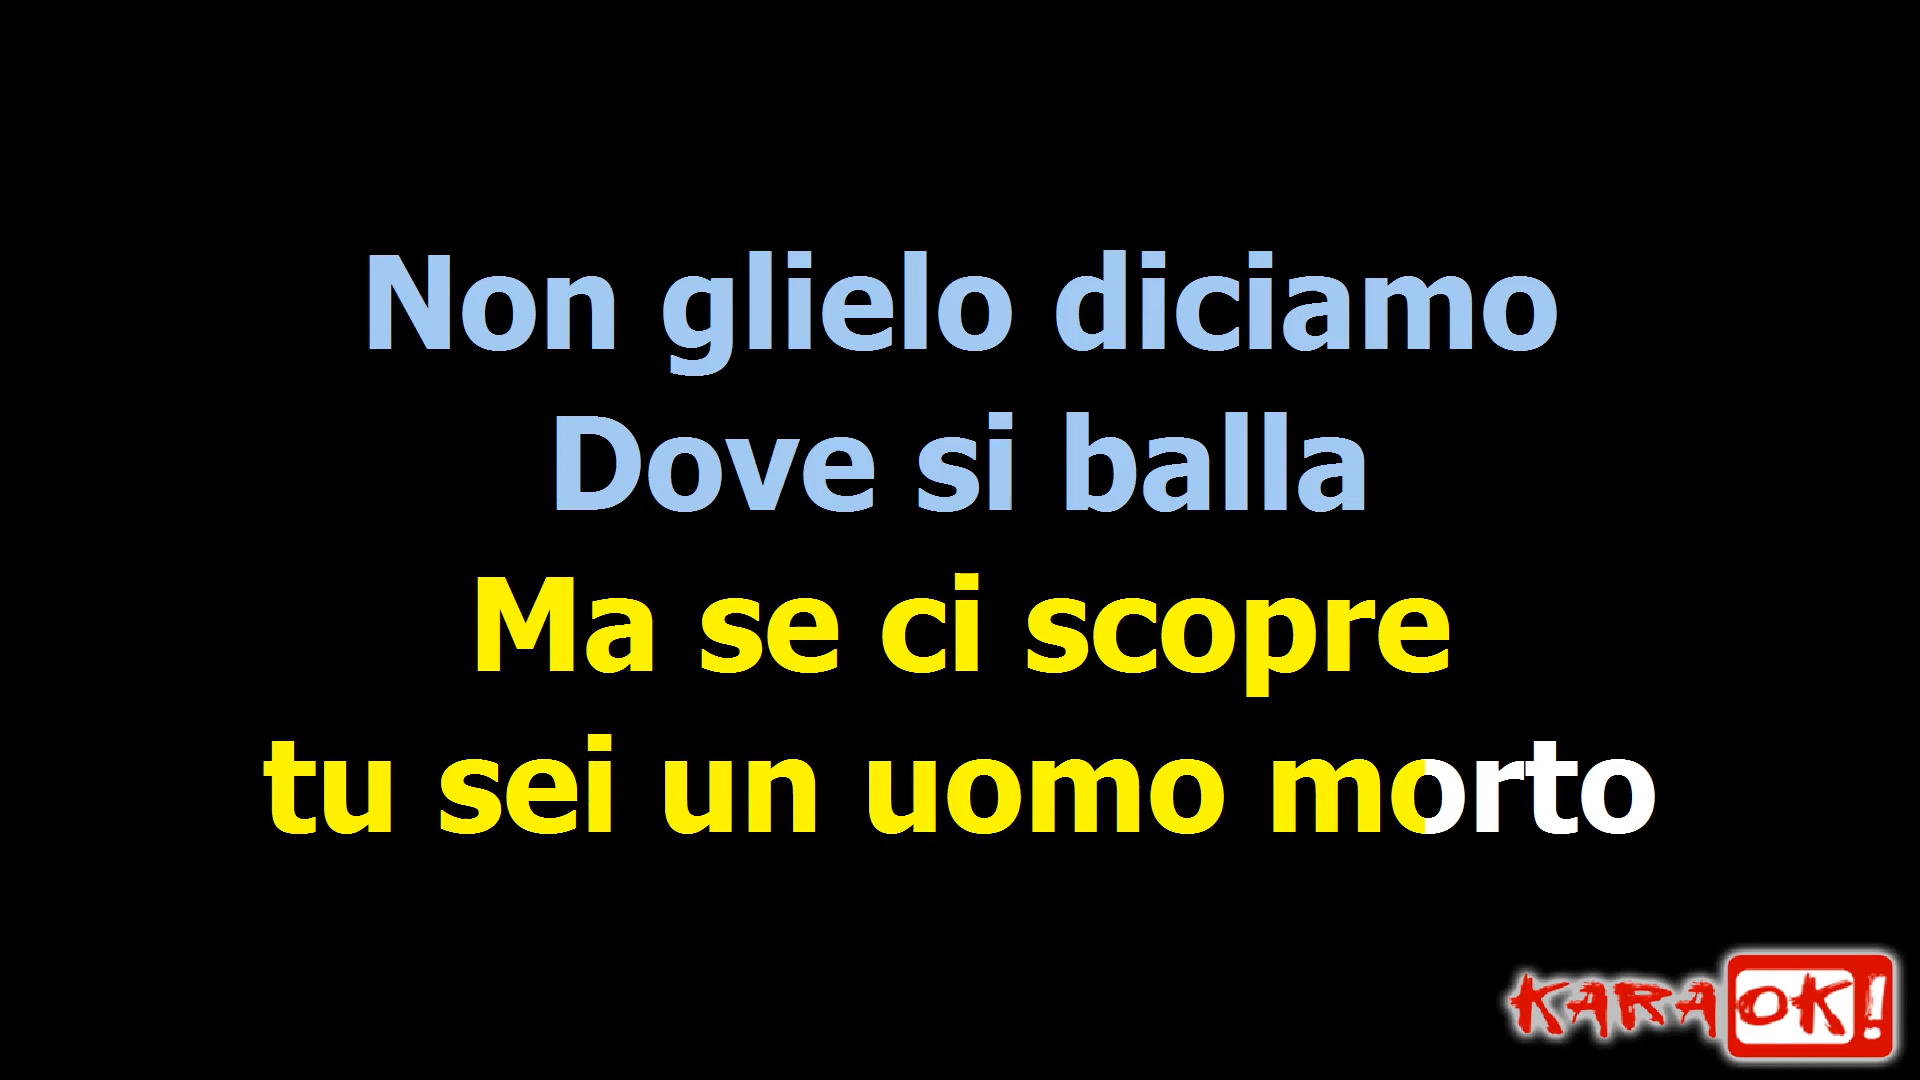 Non glielo diciamo
Dove si balla
Ma se ci scopre
tu sei un uomo morto
KARAOK!